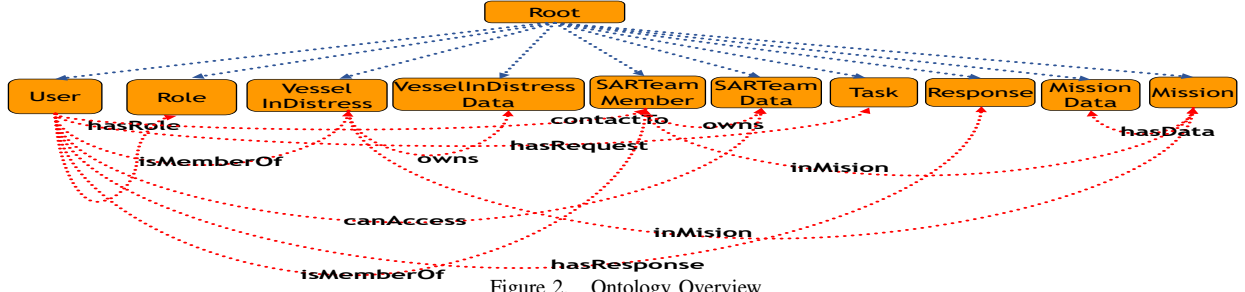 Root
User
Role
Vessel
InDistress
VesselInDistress
Data
SARTeam
Member
SARTeam
Data
Task
Response
Mission
Data
Mission
hasRole
contactTo
owns
hasData
hasRequest
isMemberOf
owns
inMision
canAccess
inMision
hasResponse
isMemberOf
Figure 2. Ontology Overview